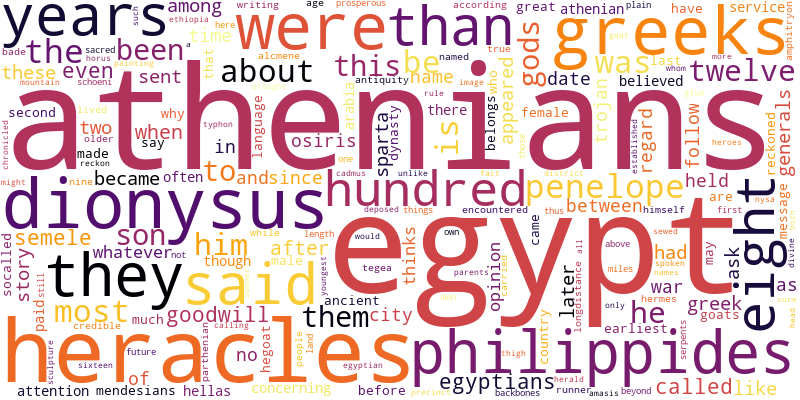 years among were than such ethiopia age prosperous here according plain writing great athenian have service
the been time a alcmene greeks
bade sacred horus painting gods true named more amphitryon
these even sent that about this be name appeared who was last whom twelve
mountain schoeni antiquity image date believed
second lived typhon language arabia there is belongs trojan female regard follow reckoned generals
athenians
chronicled two why when osiris sparta dynasty established heroes
older made say in rule
reckon became often to and since one those
might nine cadmus unlike fact district hundred penelope held message nysa
dionysus deposed things encountered between himself are first
semele son him after length own thus had may divine
socalled story whatever not while tegea thinks opinion came sewed above ask eight
they said though male would egypt parents carried spoken names all
still paid most goodwill them ancient city youngest miles later longdistance war he greek as
credible much calling hermes only earliest goats
heracles future parthenian no hegoat people land thigh country serpents
sculpture sixteen of egyptian philippides
attention mendesians hellas concerning before egyptians herald runner amasis beyond called like
backbones precinct head